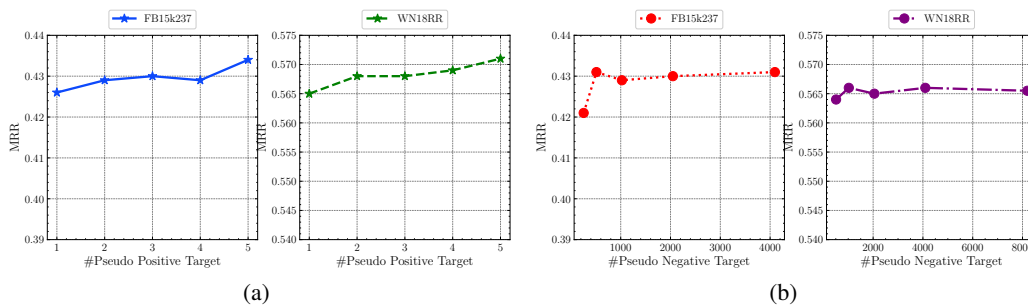 FB15k237
WN18RR
FB15k237
WN18RR
0.44
0.43
0.42
0.41
0.40
0.39
MRR
1 2 3 4 5
#Pseudo Positive Target
0.575
0.570
0.565
0.560
0.555
0.550
0.545
0.540
MRR
1 2 3 4 5
#Pseudo Positive Target
(a)
0.44
0.43
0.42
0.41
0.40
0.39
MRR
1000 2000 3000 4000
#Pseudo Negative Target
0.575
0.570
0.565
0.560
0.555
0.550
0.545
0.540
MRR
2000 4000 6000 800
#Pseudo Negative Target
(b)